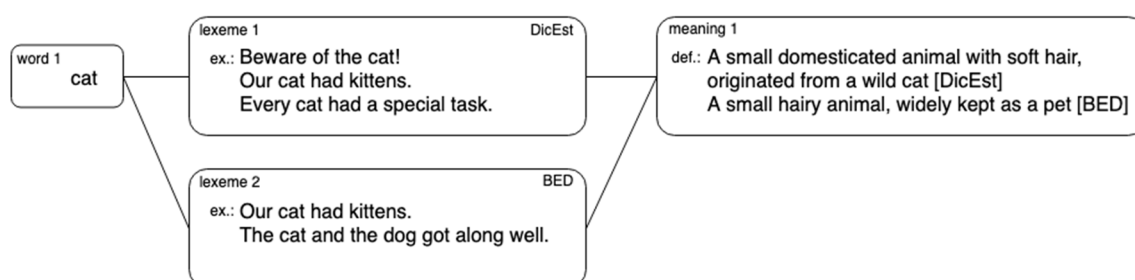 word 1
cat
lexeme 1 DicEst
ex.: Beware of the cat!
Our cat had kittens.
Every cat had a special task.
lexeme 2 BED
ex.: Our cat had kittens.
The cat and the dog got along well.
meaning 1
def.: A small domesticated animal with soft hair,
originated from a wild cat [DicEst]
A small hairy animal, widely kept as a pet [BED]